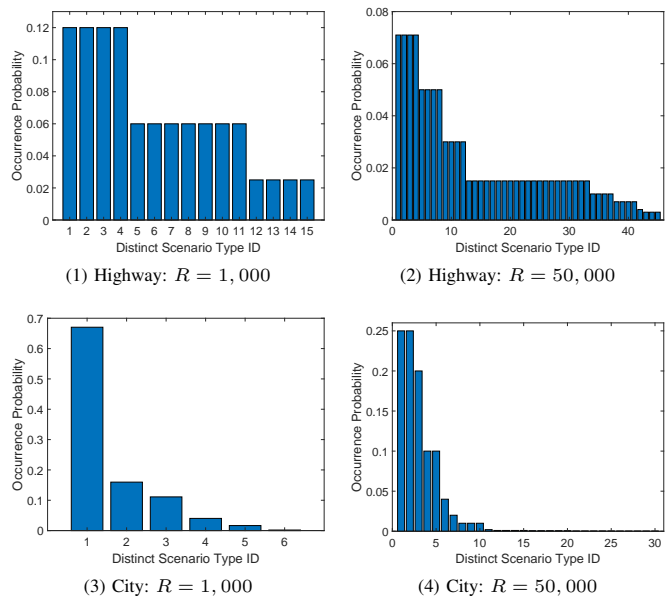 0.12
0.1
0.08
0.06
0.04
0.02
0
Occurrence Probability
1 2 3 4 5 6 7 8 9 10 11 12 13 14 15
Distinct Scenario Type ID
(1) Highway: R = 1, 000
0.08
0.06
0.04
0.02
0
Occurrence Probability
0 10 20 30 40
Distinct Scenario Type ID
(2) Highway: R = 50, 000
0.7
0.6
0.5
0.4
0.3
0.2
0.1
0
Occurrence Probability
1 2 3 4 5 6
Distinct Scenario Type ID
(3) City: R = 1, 000
0.25
0.2
0.15
0.1
0.05
0
Occurrence Probability
0 5 10 15 20 25 30
Distinct Scenario Type ID
(4) City: R = 50, 000